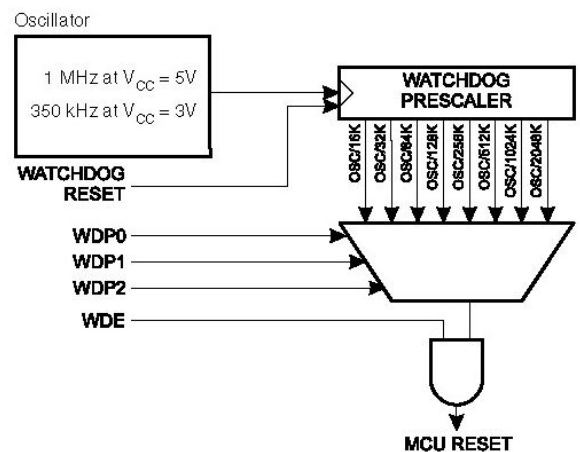 Oscillator
1 MHz at VCC = 5V
350 kHz at VCC = 3V
WATCHDOG
PRESCALER
OSC/16K
OSC/32K
OSC/64K
OSC/128K
OSC/256K
OSC/512K
OSC/1024K
OSC/2048K
WATCHDOG
RESET
WDP0
WDP1
WDP2
WDE
MCU RESET